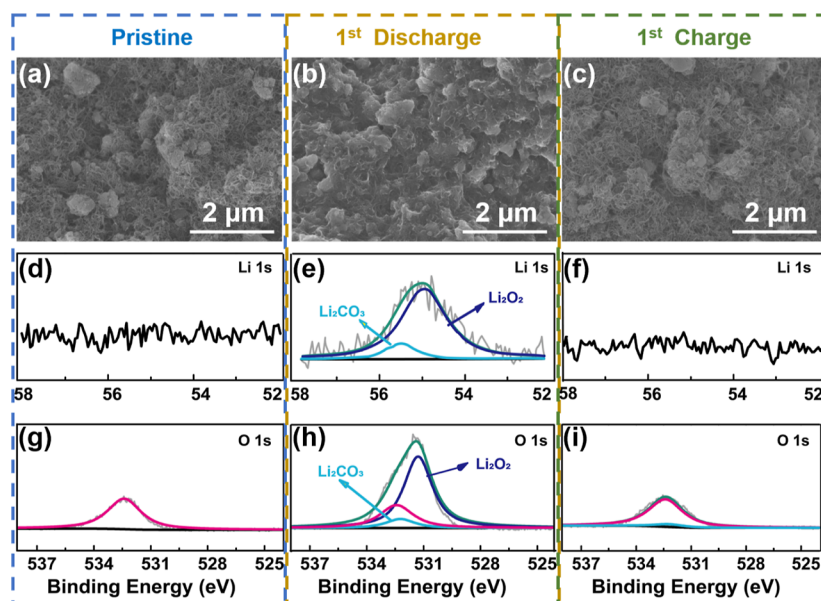 Pristine
1st Discharge
1st Charge
(a)
2 μm
(b)
2 μm
(c)
2 μm
(d)
Li 1s
58 56 54 52
(e)
Li 1s
Li₂CO₃
Li₂O₂
58 56 54 52
(f)
Li 1s
58 56 54 52
(g)
O 1s
537 534 531 528 525
Binding Energy (eV)
(h)
O 1s
Li₂CO₃
Li₂O₂
537 534 531 528 525
Binding Energy (eV)
(i)
O 1s
537 534 531 528 525
Binding Energy (eV)